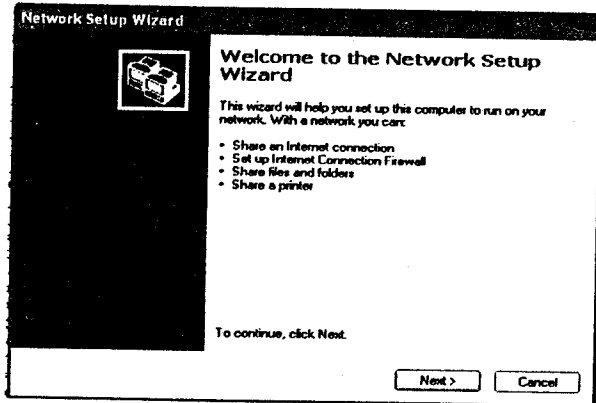 Network Setup Wizard
Welcome to the Network Setup
Wizard
This wizard will help you set up this computer to run on your
network. With a network you can:
• Share an Internet connection
• Set up Internet Connection Firewall
• Share files and folders
• Share a printer
To continue, click Next.
Next >
Cancel